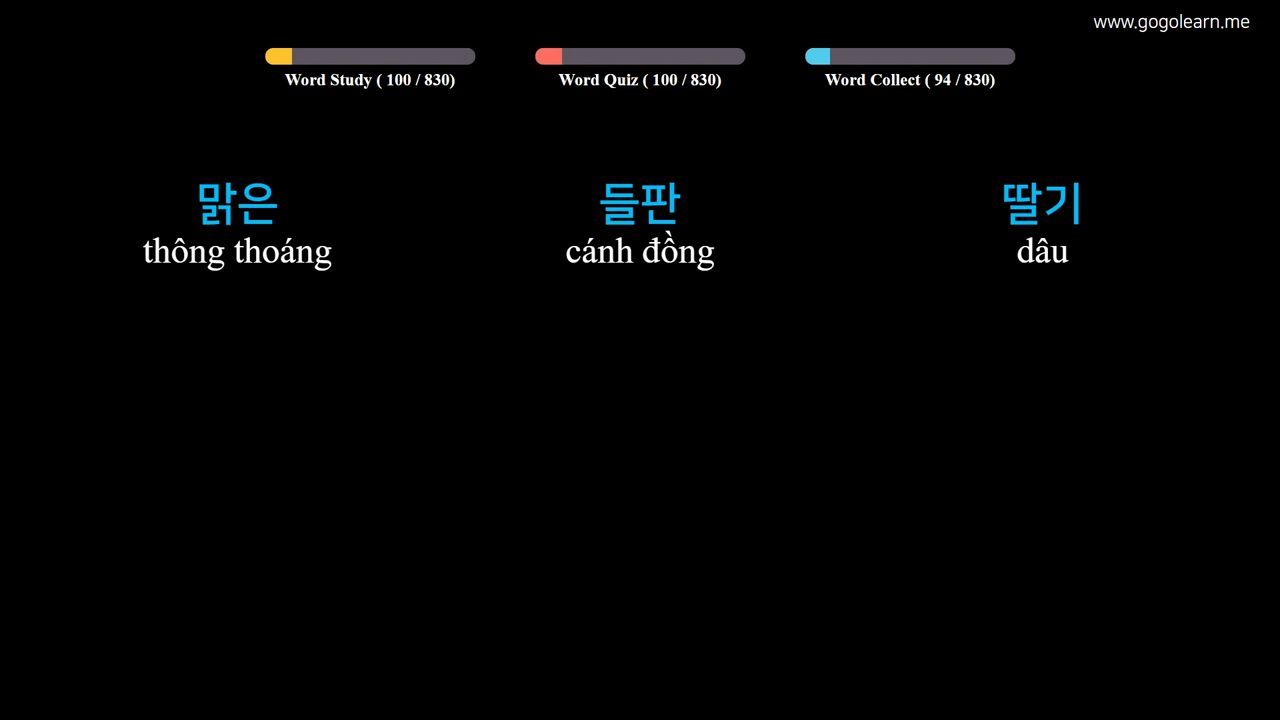 www.gogolearn.me
Word Study ( 100 / 830)
Word Quiz ( 100 / 830)
Word Collect ( 94 / 830)
맑은
thông thoáng
들판
cánh đồng
딸기
dâu